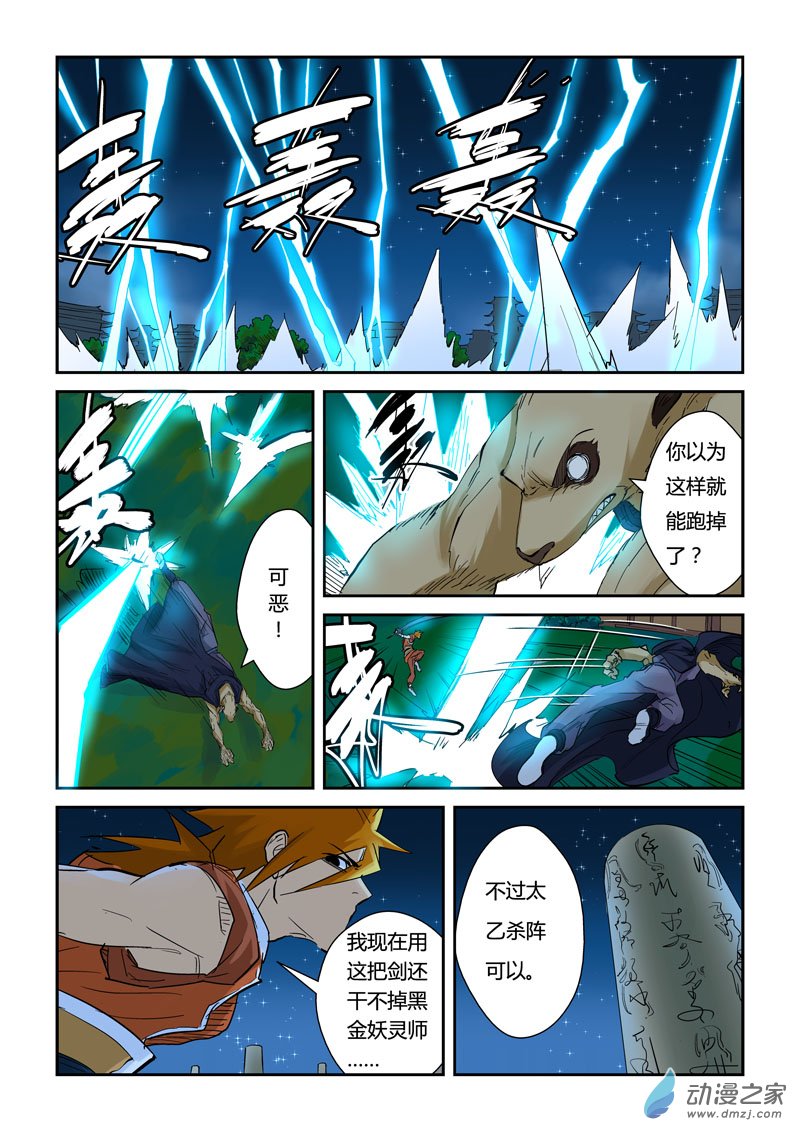 轰
轰
轰
轰
可
恶！
轰
你以为
这样就
能跑掉
了？
轰
我现在用
这把剑还
干不掉黑
金妖灵师
……
不过太
乙杀阵
可以。
动漫之家
www.dmzj.com